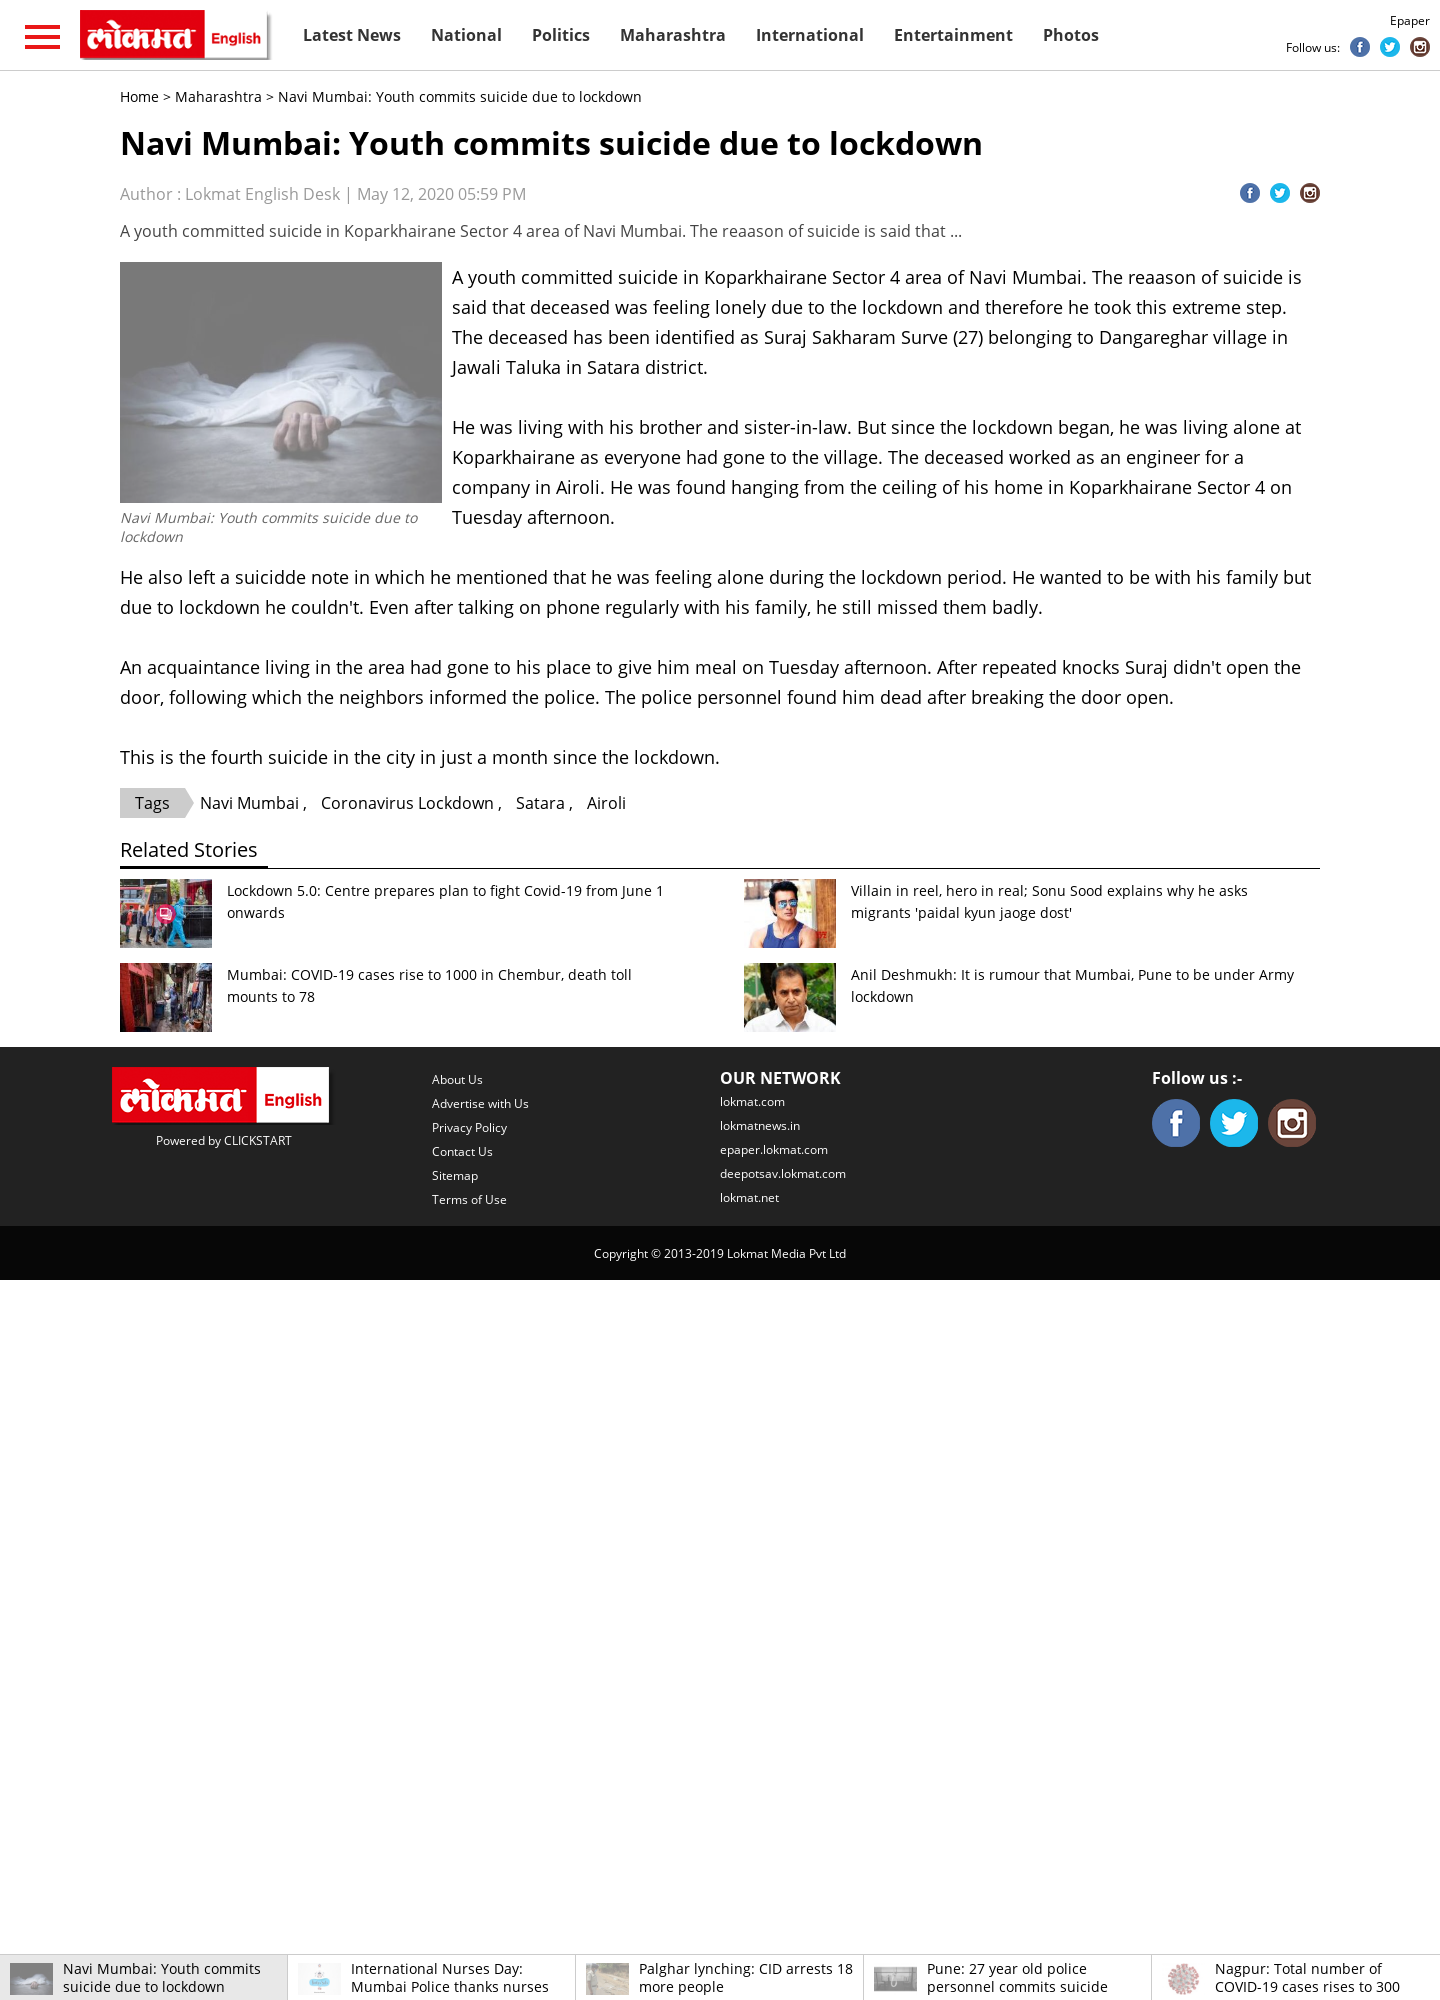 लोकमत English
Latest News National Politics Maharashtra International Entertainment Photos
Epaper
Follow us:
Home > Maharashtra > Navi Mumbai: Youth commits suicide due to lockdown
Navi Mumbai: Youth commits suicide due to lockdown
Author : Lokmat English Desk | May 12, 2020 05:59 PM
A youth committed suicide in Koparkhairane Sector 4 area of Navi Mumbai. The reaason of suicide is said that ...
A youth committed suicide in Koparkhairane Sector 4 area of Navi Mumbai. The reaason of suicide is
said that deceased was feeling lonely due to the lockdown and therefore he took this extreme step.
The deceased has been identified as Suraj Sakharam Surve (27) belonging to Dangareghar village in
Jawali Taluka in Satara district.
He was living with his brother and sister-in-law. But since the lockdown began, he was living alone at
Koparkhairane as everyone had gone to the village. The deceased worked as an engineer for a
company in Airoli. He was found hanging from the ceiling of his home in Koparkhairane Sector 4 on
Tuesday afternoon.
Navi Mumbai: Youth commits suicide due to
lockdown
He also left a suicidde note in which he mentioned that he was feeling alone during the lockdown period. He wanted to be with his family but
due to lockdown he couldn't. Even after talking on phone regularly with his family, he still missed them badly.
An acquaintance living in the area had gone to his place to give him meal on Tuesday afternoon. After repeated knocks Suraj didn't open the
door, following which the neighbors informed the police. The police personnel found him dead after breaking the door open.
This is the fourth suicide in the city in just a month since the lockdown.
Tags Navi Mumbai , Coronavirus Lockdown , Satara , Airoli
Related Stories
Lockdown 5.0: Centre prepares plan to fight Covid-19 from June 1
onwards
Villain in reel, hero in real; Sonu Sood explains why he asks
migrants 'paidal kyun jaoge dost'
Mumbai: COVID-19 cases rise to 1000 in Chembur, death toll
mounts to 78
Anil Deshmukh: It is rumour that Mumbai, Pune to be under Army
lockdown
लोकमत English
Powered by CLICKSTART
About Us
Advertise with Us
Privacy Policy
Contact Us
Sitemap
Terms of Use
OUR NETWORK
lokmat.com
lokmatnews.in
epaper.lokmat.com
deepotsav.lokmat.com
lokmat.net
Follow us :-
Copyright © 2013-2019 Lokmat Media Pvt Ltd
Navi Mumbai: Youth commits
suicide due to lockdown
International Nurses Day:
Mumbai Police thanks nurses
Palghar lynching: CID arrests 18
more people
Pune: 27 year old police
personnel commits suicide
Nagpur: Total number of
COVID-19 cases rises to 300